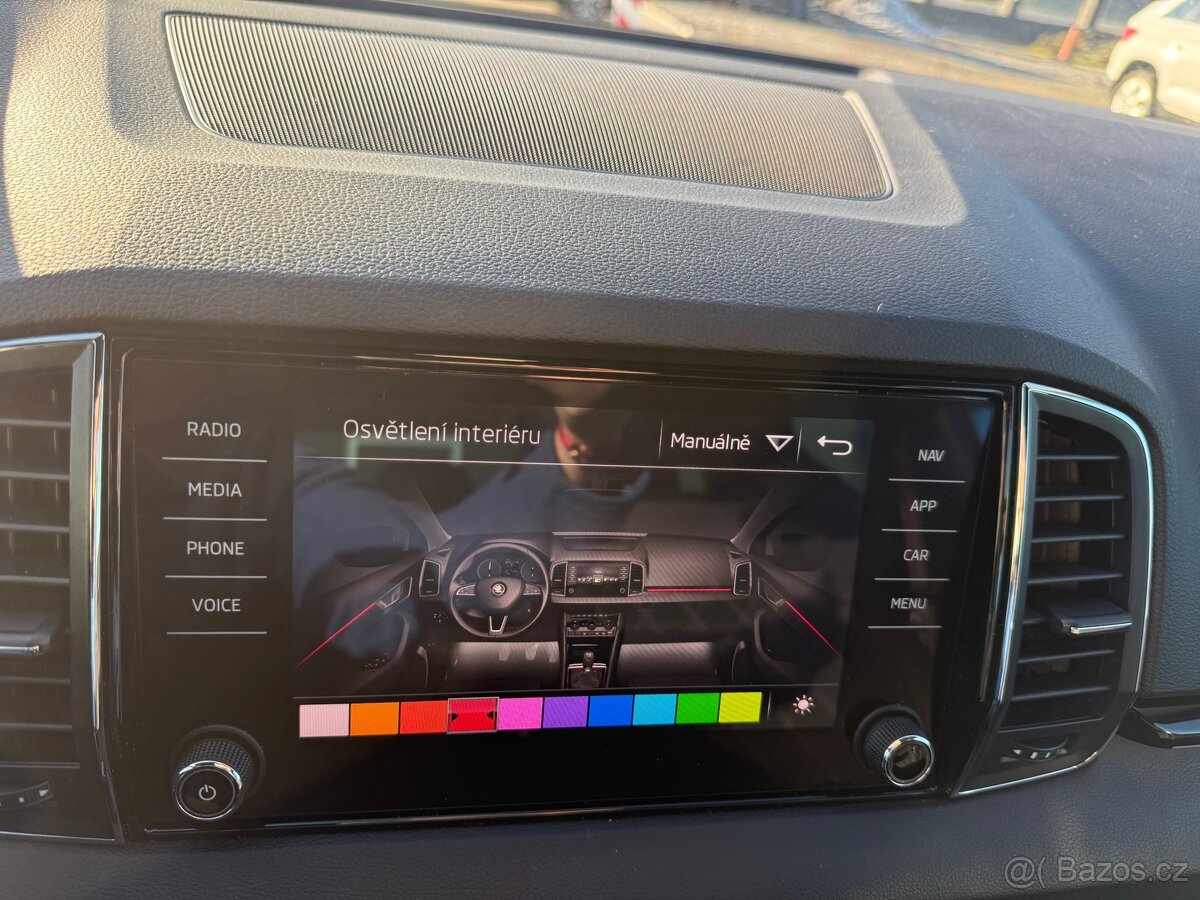 Osvětlení interiéru
Manuálně
RADIO
MEDIA
PHONE
VOICE
NAV
APP
CAR
MENU
@( Bazos.cz